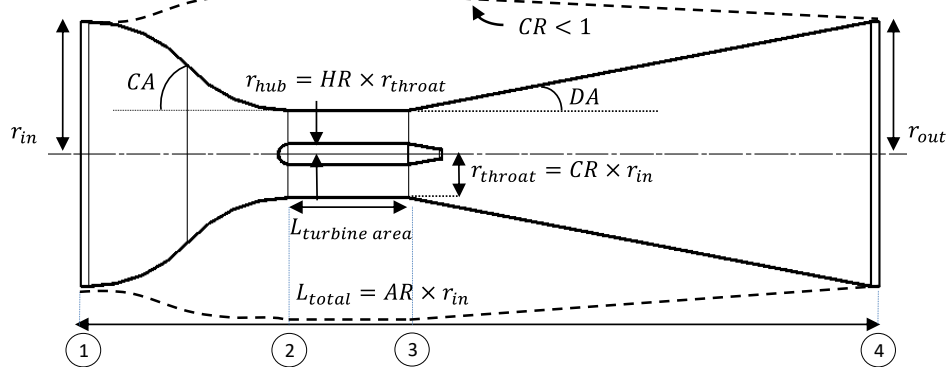 CR < 1
CA
r_hub = HR × r_throat
DA
r_in
r_out
r_throat = CR × r_in
L_turbine area
L_total = AR × r_in
1
2
3
4